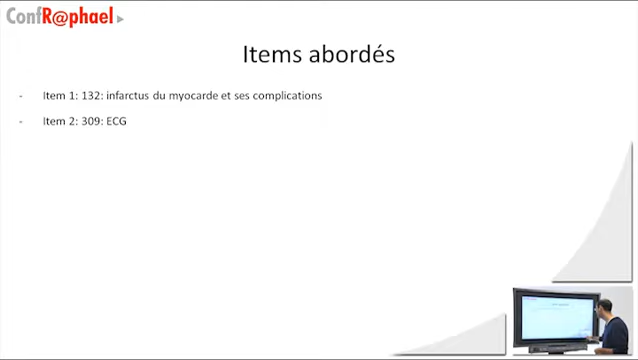 ConfR@phael
Items abordés
- Item 1: 132: infarctus du myocarde et ses complications
- Item 2: 309: ECG